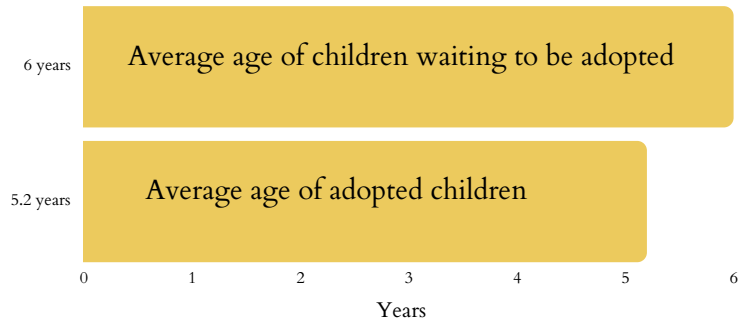 6 years
Average age of children waiting to be adopted
5.2 years
Average age of adopted children
0 1 2 3 4 5 6
Years